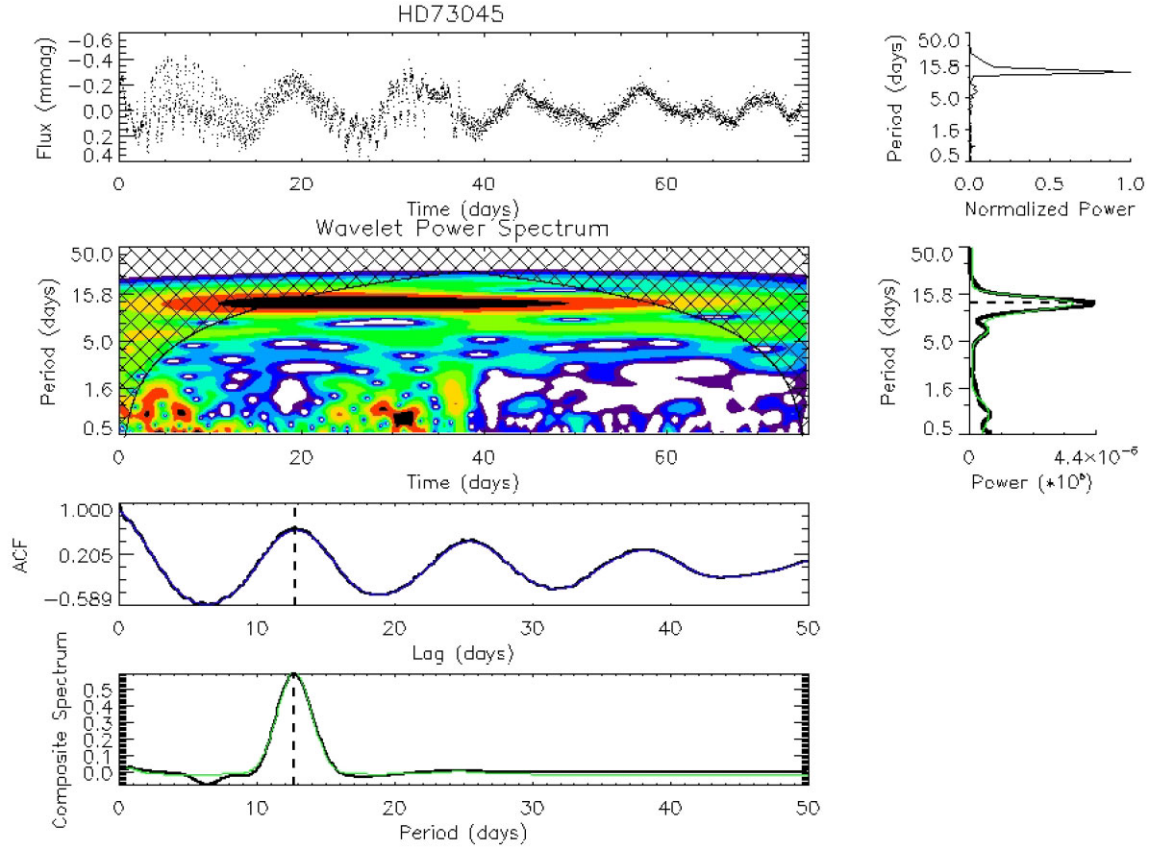 HD73045
Flux (mmag)
-0.6
-0.4
-0.2
0.0
0.2
0.4
0 20 40 60
Time (days)
Period (days)
50.0
15.8
5.0
1.6
0.5
0.0 0.5 1.0
Normalized Power
Wavelet Power Spectrum
Period (days)
50.0
15.8
5.0
1.6
0.5
0 20 40 60
Time (days)
Period (days)
50.0
15.8
5.0
1.6
0.5
0 4.4×10⁻⁶
Power (*10⁶)
ACF
1.000
0.205
-0.589
0 10 20 30 40 50
Lag (days)
Composite Spectrum
0.5
0.4
0.3
0.2
0.1
0.0
0 10 20 30 40 50
Period (days)